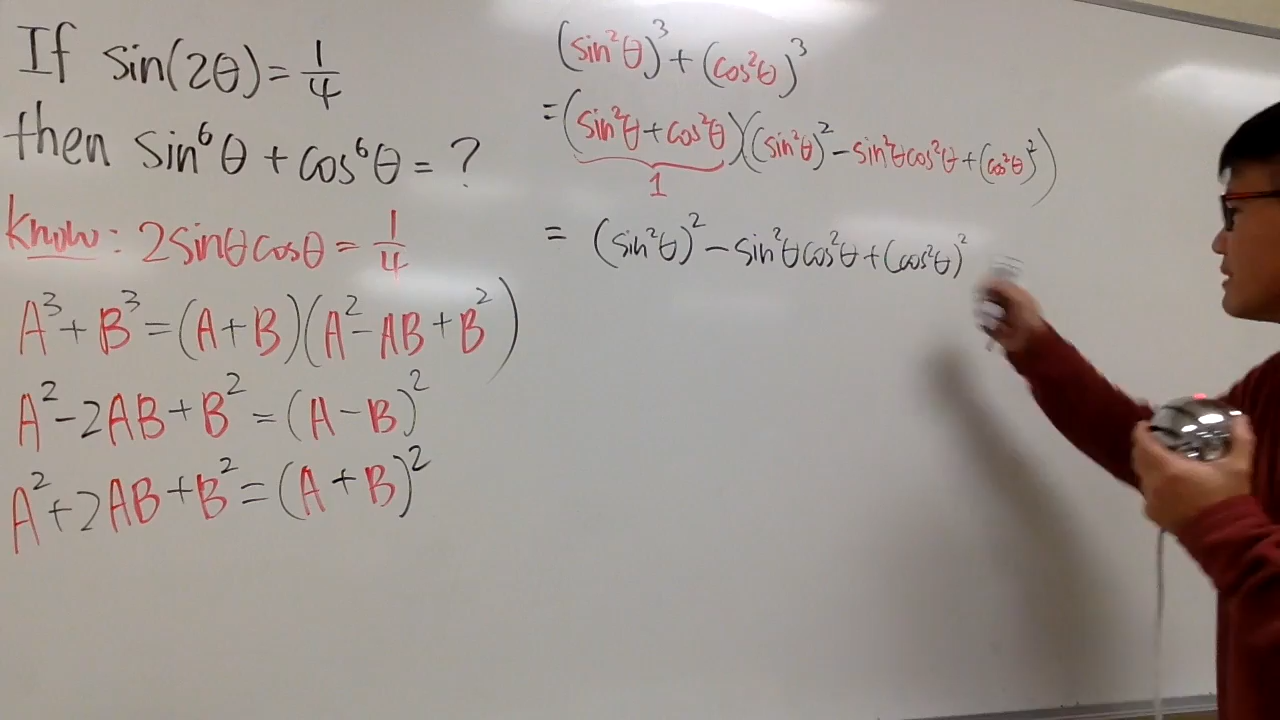 If sin(2θ) = 1/4
then sin⁶θ + cos⁶θ = ?
know: 2sinθcosθ = 1/4
A³ + B³ = (A + B)(A² - AB + B²)
A² - 2AB + B² = (A - B)²
A² + 2AB + B² = (A + B)²
(sin²θ)³ + (cos²θ)³
= (sin²θ + cos²θ)((sin²θ)² - sin²θcos²θ + (cos²θ)²)
1
= (sin²θ)² - sin²θcos²θ + (cos²θ)²